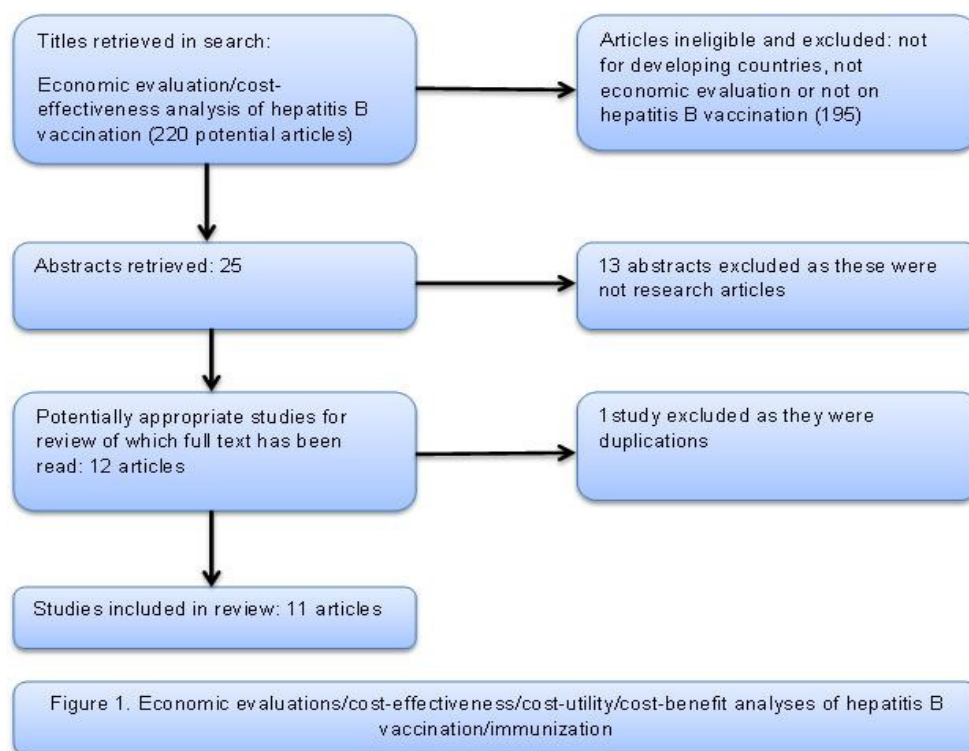 Titles retrieved in search:
Economic evaluation/cost-
effectiveness analysis of hepatitis B
vaccination (220 potential articles)
Articles ineligible and excluded: not
for developing countries, not
economic evaluation or not on
hepatitis B vaccination (195)
Abstracts retrieved: 25
13 abstracts excluded as these were
not research articles
Potentially appropriate studies for
review of which full text has been
read: 12 articles
1study excluded as they were
duplications
Studies included in review: 11 articles
Figure 1. Economic evaluations/cost-effectiveness/cost-utility/cost-benefit analyses of hepatitis B
vaccination/immunization